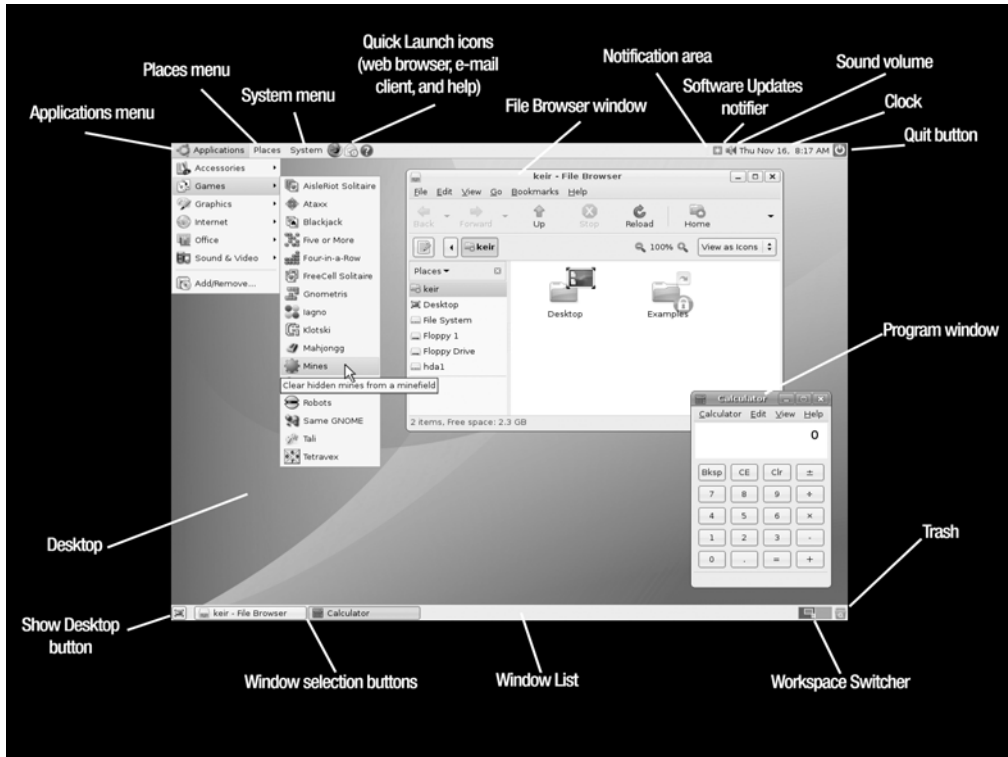 Quick Launch icons
(web browser, e-mail
client, and help)
Notification area
Sound volume
Places menu
System menu
File Browser window
Software Updates
notifier
Applications menu
Clock
Quit button
Applications Places System
Thu Nov 16, 8:17 AM
Accessories
Games
Graphics
Internet
Office
Sound & Video
Add/Remove...
AisleRiot Solitaire
Ataxx
Blackjack
Five or More
Four-in-a-Row
FreeCell Solitaire
Gnometris
Iagno
Klotski
Mahjongg
Mines
Clear hidden mines from a minefield
Robots
Same GNOME
Tali
Tetravex
keir - File Browser
File Edit View Go Bookmarks Help
Back Forward Up Stop Reload Home
keir 100% View as Icons
Places
keir
Desktop
File System
Floppy 1
Floppy Drive
hda1
Desktop
Examples
2 items, Free space: 2.3 GB
Program window
Calculator
Calculator Edit View Help
0
Bksp CE Clr ±
7 8 9 ÷
4 5 6 ×
1 2 3 -
0 . = +
Desktop
Trash
keir - File Browser
Calculator
Show Desktop
button
Window selection buttons
Window List
Workspace Switcher